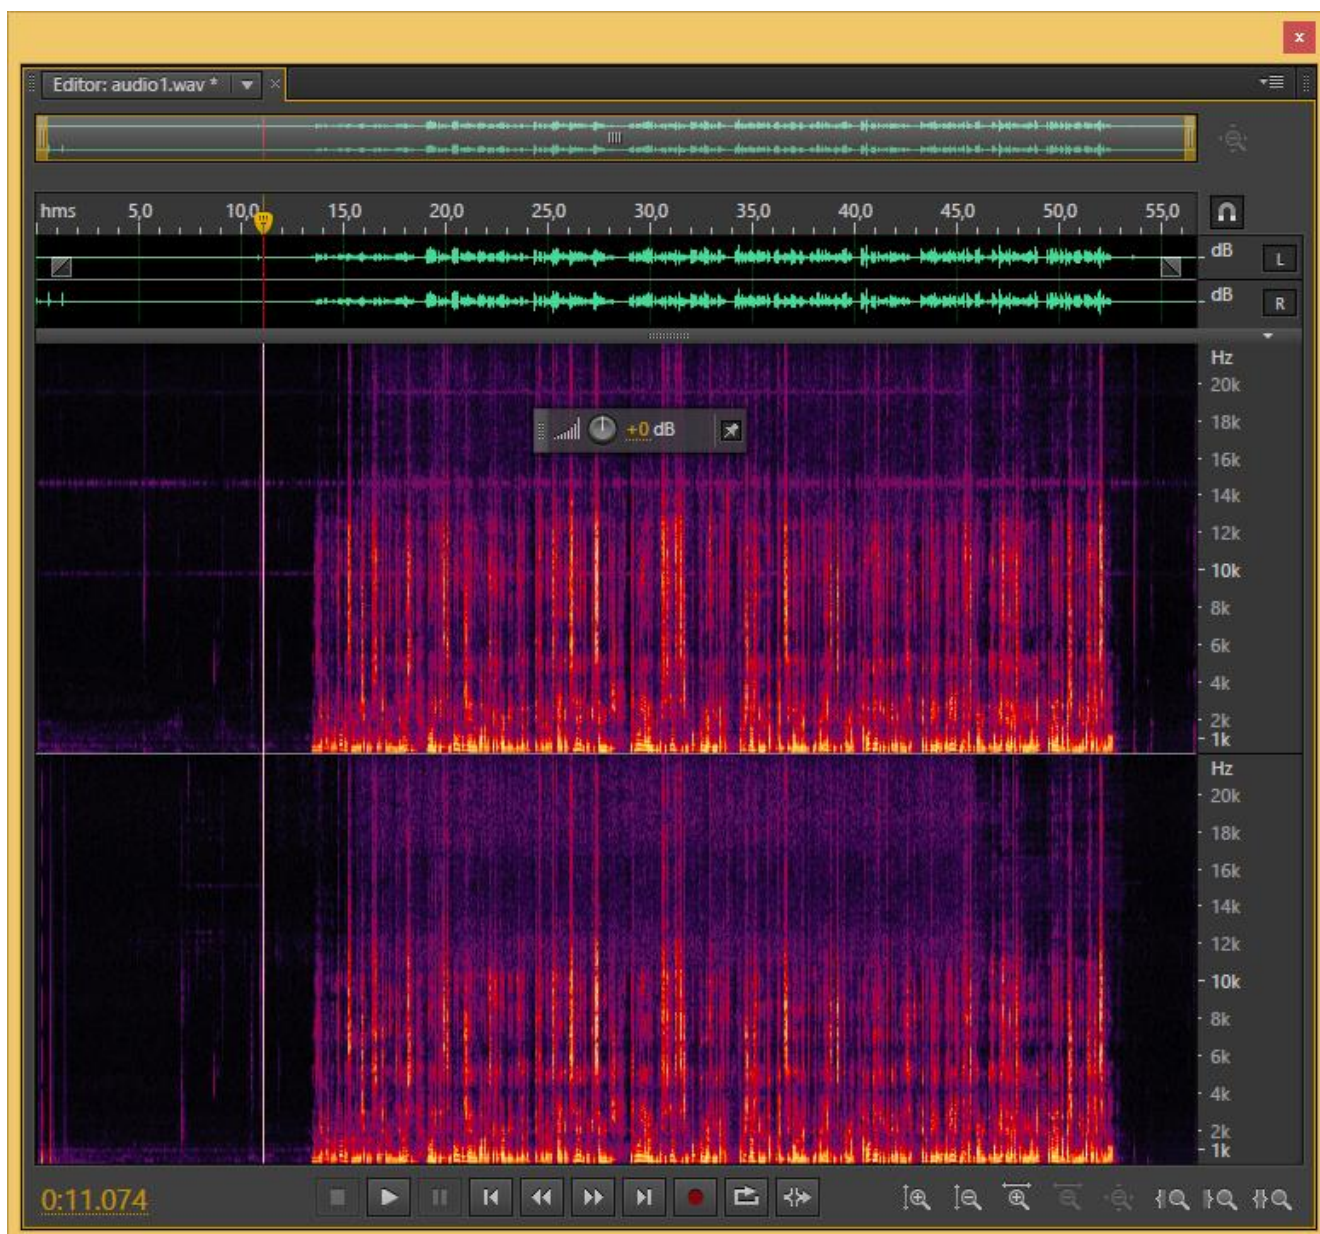 x
Editor: audio1.wav *
hms 5,0 10,0 15,0 20,0 25,0 30,0 35,0 40,0 45,0 50,0 55,0
dB L
dB R
Hz
20k
+0 dB
18k
16k
14k
12k
10k
8k
6k
4k
2k
1k
Hz
20k
18k
16k
14k
12k
10k
8k
6k
4k
2k
1k
0:11.074